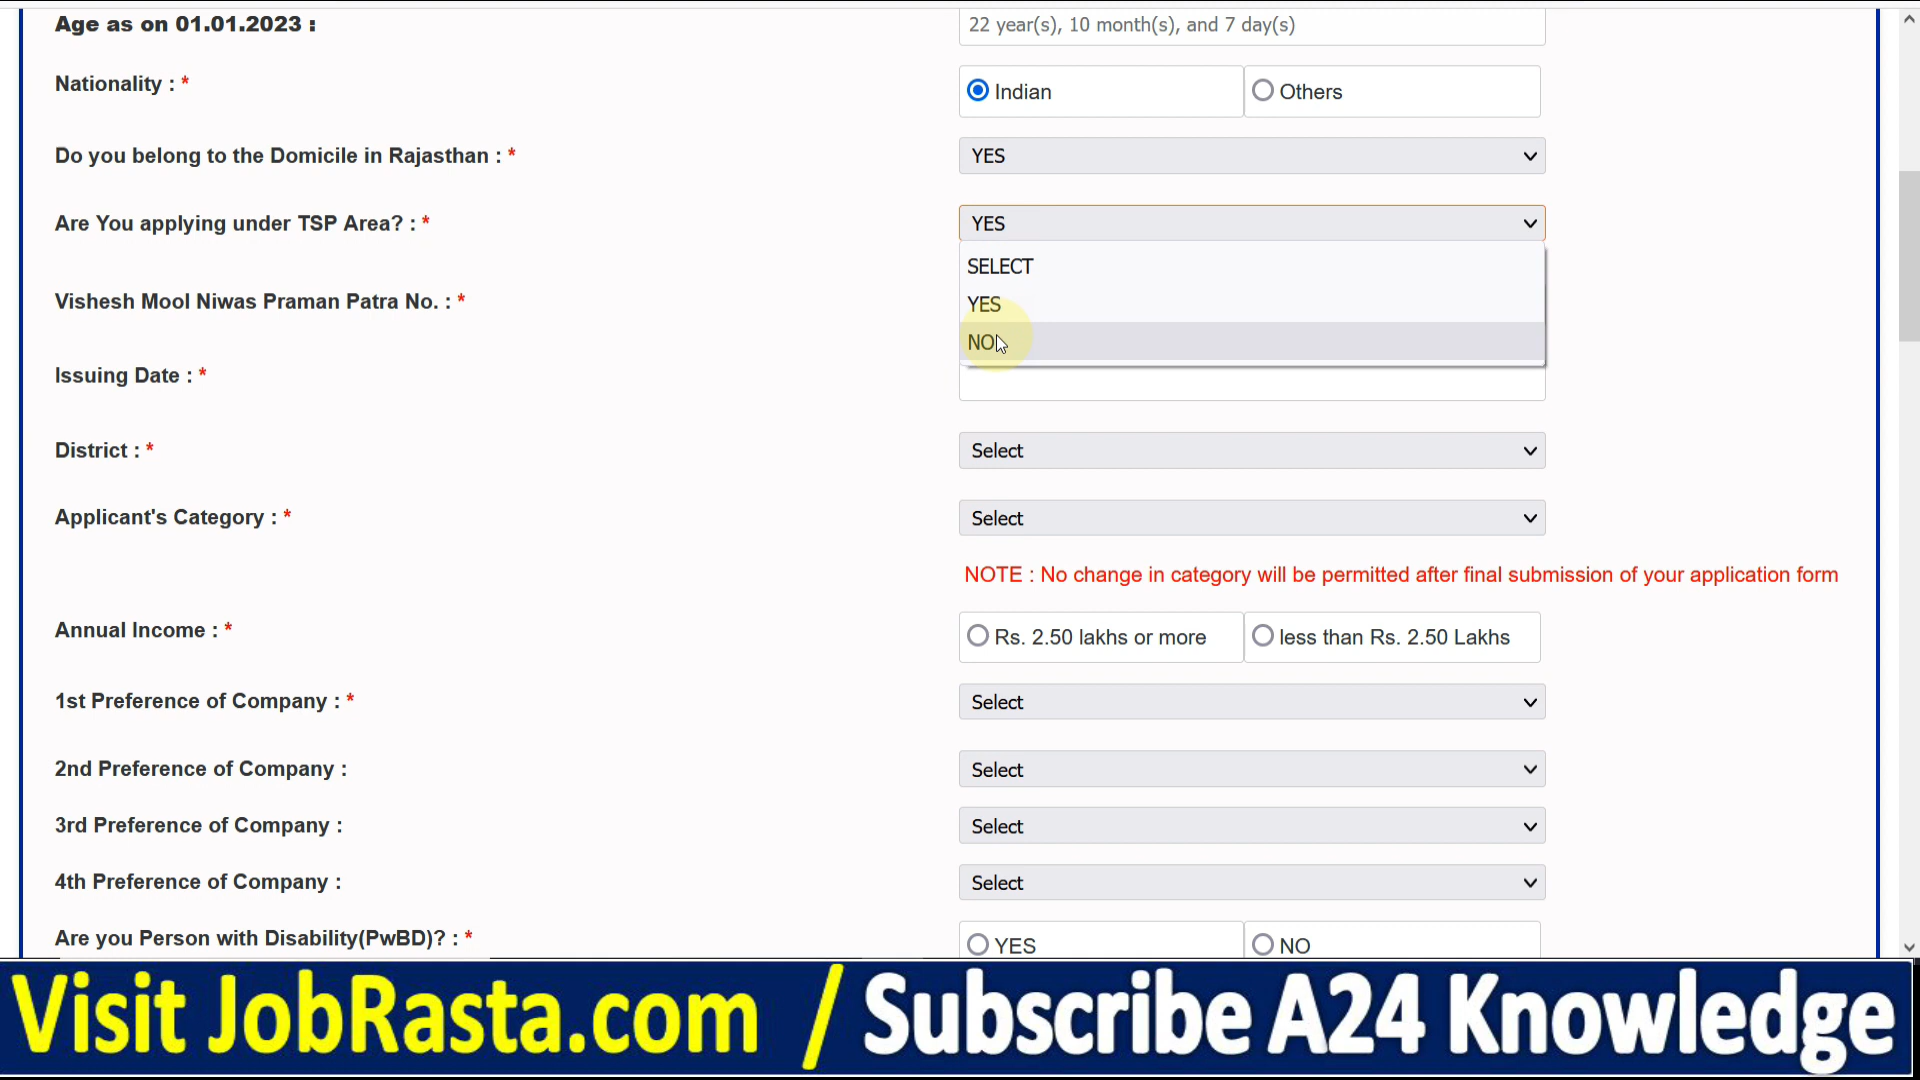 Age as on 01.01.2023 :
22 year(s), 10 month(s), and 7 day(s)
Nationality : *
Indian
Others
Do you belong to the Domicile in Rajasthan : *
YES
Are You applying under TSP Area? : *
YES
SELECT
YES
NO
Vishesh Mool Niwas Praman Patra No. : *
Issuing Date : *
District : *
Select
Applicant's Category : *
Select
NOTE : No change in category will be permitted after final submission of your application form
Annual Income : *
Rs. 2.50 lakhs or more
less than Rs. 2.50 Lakhs
1st Preference of Company : *
Select
2nd Preference of Company :
Select
3rd Preference of Company :
Select
4th Preference of Company :
Select
Are you Person with Disability(PwBD)? : *
YES
NO
Visit JobRasta.com / Subscribe A24 Knowledge